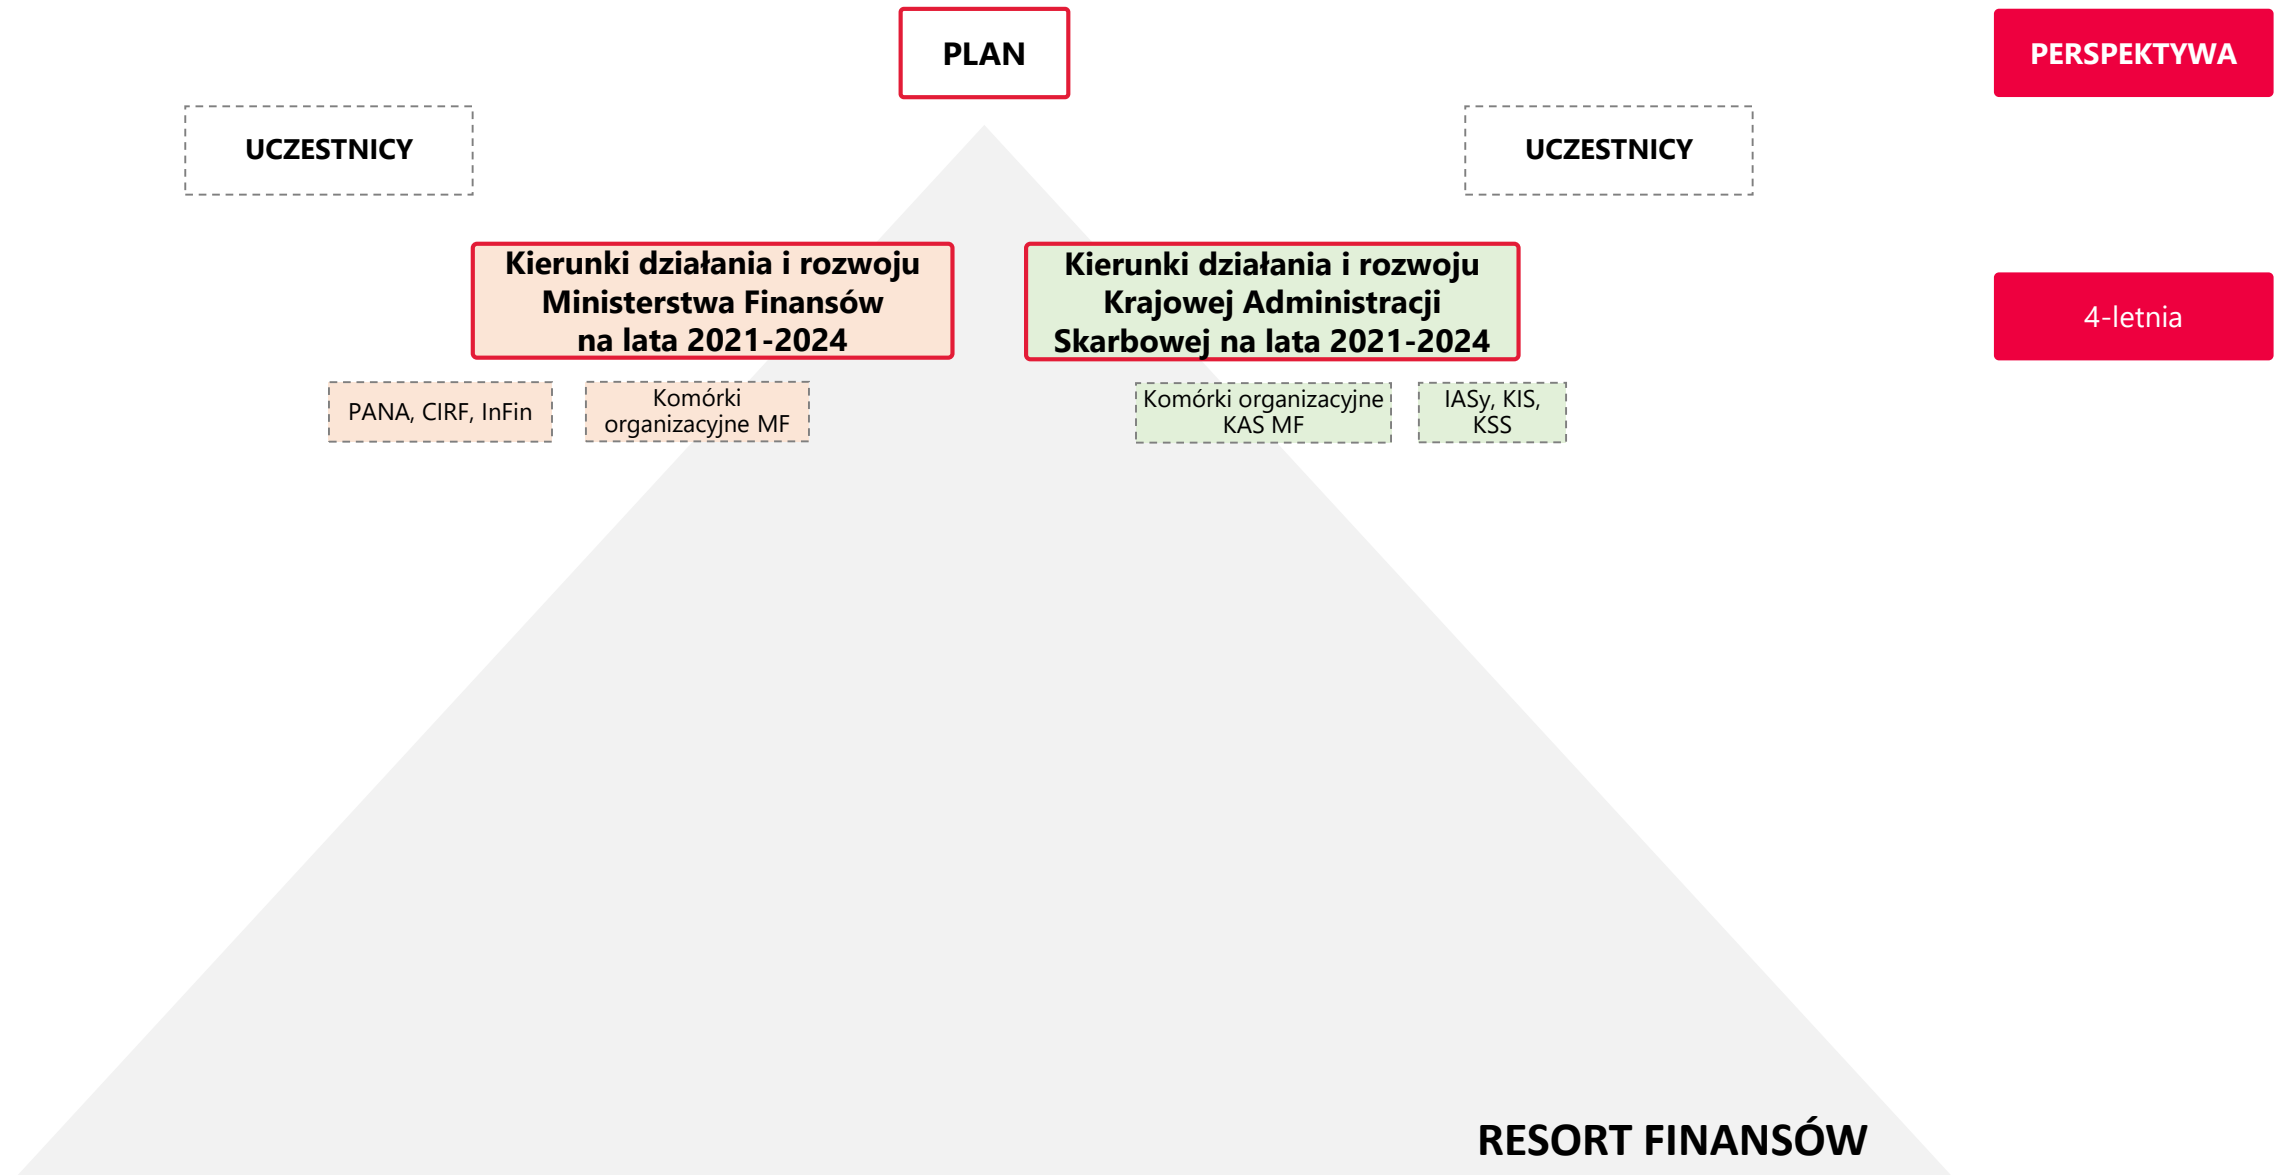 PLAN
PERSPEKTYWA
UCZESTNICY
UCZESTNICY
Kierunki działania i rozwoju
Ministerstwa Finansów
na lata 2021-2024
Kierunki działania i rozwoju
Krajowej Administracji
Skarbowej na lata 2021-2024
4-letnia
PANA, CIRF, InFin
Komórki
organizacyjne MF
Komórki organizacyjne
KAS MF
IASy, KIS,
KSS
RESORT FINANSÓW